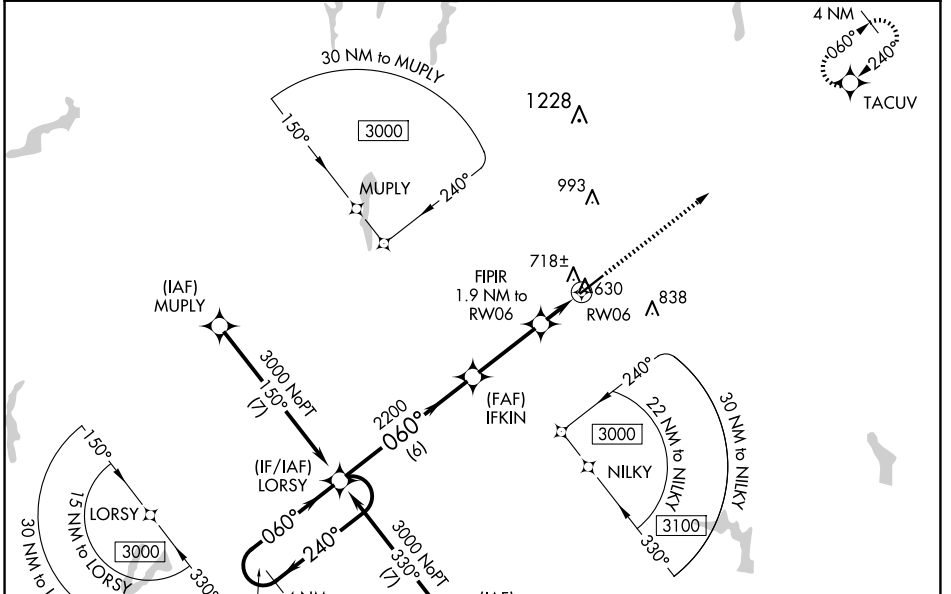 4 NM
060°
240°
TACUV
30 NM to MUPLY
150°
3000
240°
MUPLY
1228
993
718±
630
838
FIPIR
1.9 NM to
RW06
RW06
(IAF)
MUPLY
3000 NoPT
150°
(7)
(FAF)
IFKIN
2200
060°
(6)
(IF/IAF)
LORSY
060°
240°
3000 NoPT
330°
(7)
240°
22 NM to NILKY
30 NM to NILKY
3000
NILKY
3100
330°
150°
LORSY
15 NM to LORSY
3000
330°
30 NM to L
NM
(IAF)